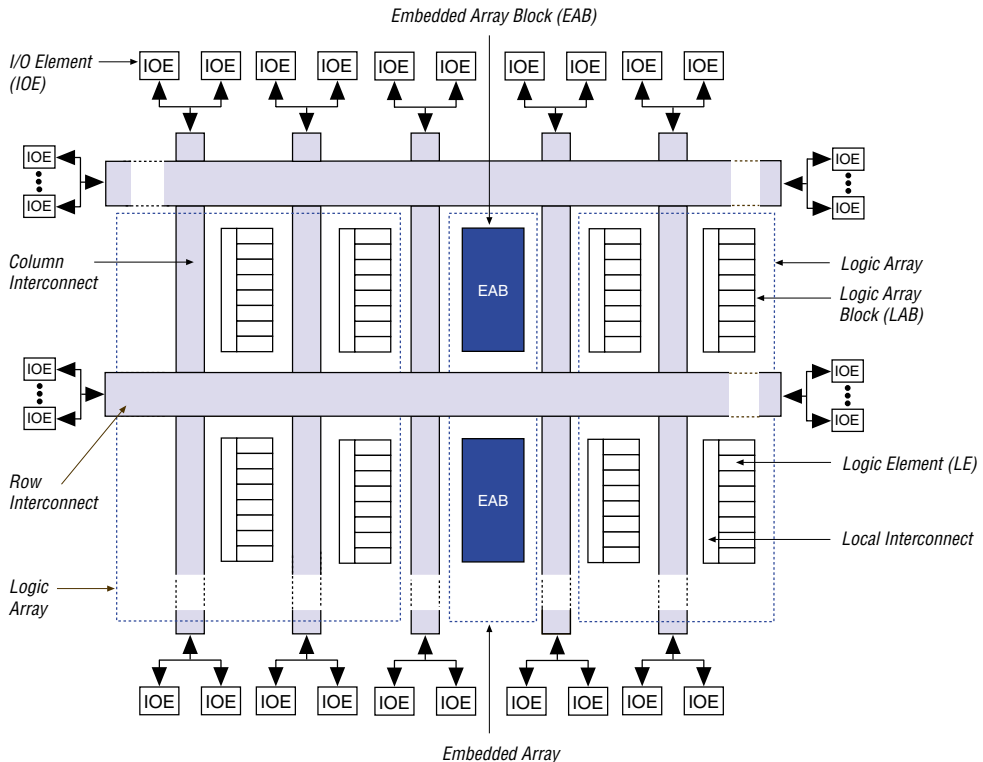 Embedded Array Block (EAB)
I/O Element
(IOE)
IOE IOE IOE IOE IOE IOE IOE IOE IOE IOE
IOE
IOE
IOE
IOE
Column
Interconnect
EAB
Logic Array
Logic Array
Block (LAB)
IOE
IOE
IOE
IOE
Row
Interconnect
EAB
Logic Element (LE)
Local Interconnect
Logic
Array
IOE IOE IOE IOE IOE IOE IOE IOE IOE IOE
Embedded Array